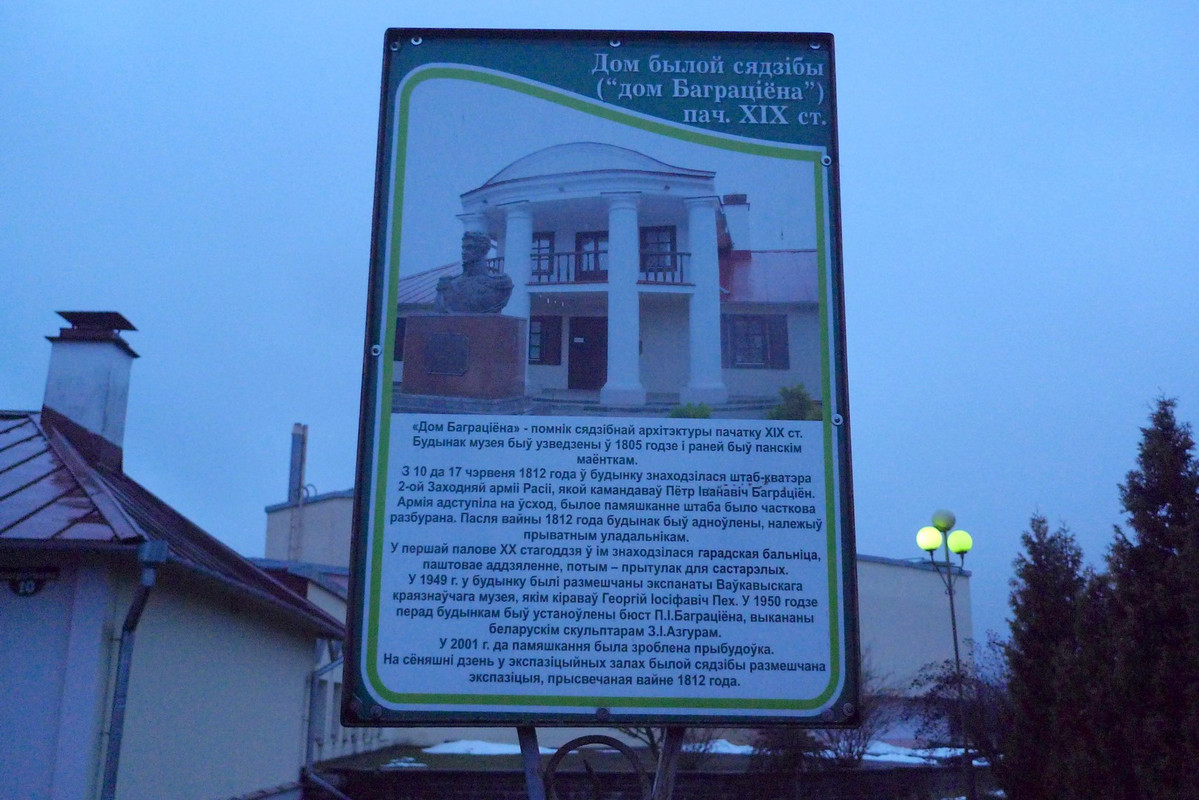 Дом былой сядзібы
(“дом Баграціёна”)
пач. XIX ст.
«Дом Баграціёна» - помнік сядзібнай архітэктуры пачатку XIX ст.
Будынак музея быў узведзены ў 1805 годзе і раней быў панскім
маёнткам.
З 10 да 17 чэрвеня 1812 года ў будынку знаходзілася штаб-кватэра
2-ой Заходняй арміі Расіі, якой камандаваў Пётр Іванавіч Баграціён.
Армія адступіла на ўсход, былое памяшканне штаба было часткова
разбурана. Пасля вайны 1812 года будынак быў адноўлены, належыў
прыватным уладальнікам.
У першай палове XX стагоддзя ў ім знаходзілася гарадская бальніца,
паштовае аддзяленне, потым – прытулак для састарэлых.
У 1949 г. у будынку былі размешчаны экспанаты Ваўкавыскага
краязнаўчага музея, якім кіраваў Георгій Іосіфавіч Пех. У 1950 годзе
перад будынкам быў устаноўлены бюст П.І.Баграціёна, выкананы
беларускім скульптарам З.І.Азгурам.
У 2001 г. да памяшкання была зроблена прыбудоўка.
На сёняшні дзень у экспазіцыйных залах былой сядзібы размешчана
экспазіцыя, прысвечаная вайне 1812 года.
10